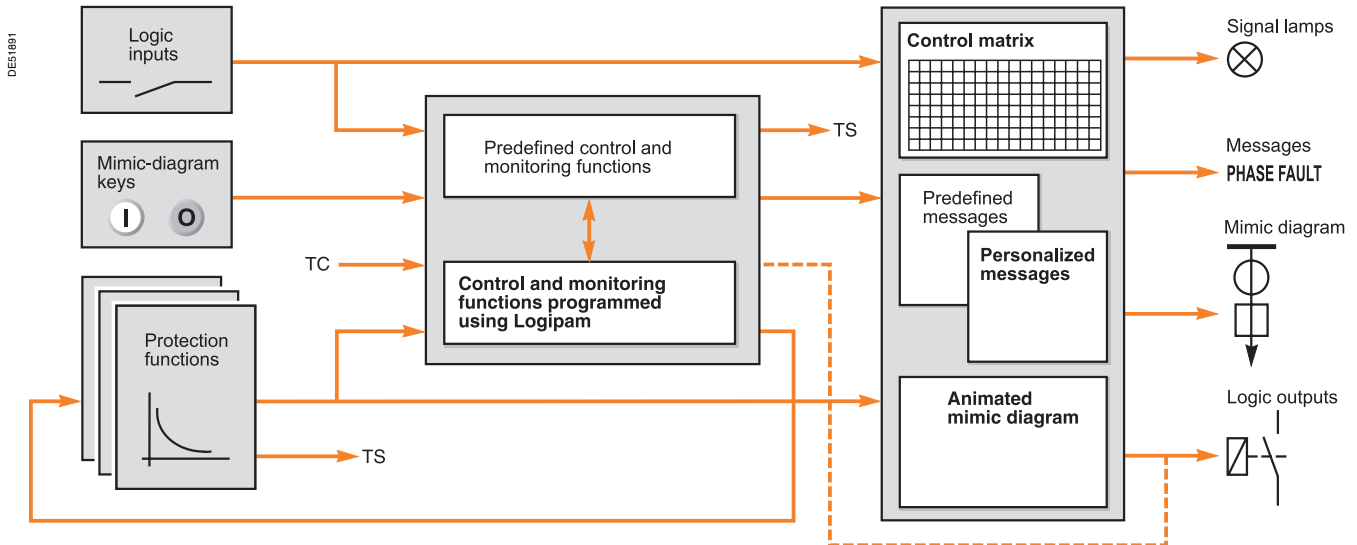 DE51891
Logic
inputs
Mimic-diagram
keys
I
O
Protection
functions
TS
TC
Predefined control and
monitoring functions
Control and monitoring
functions programmed
using Logipam
TS
Control matrix
Predefined
messages
Personalized
messages
Animated
mimic diagram
Signal lamps
Messages
PHASE FAULT
Mimic diagram
Logic outputs